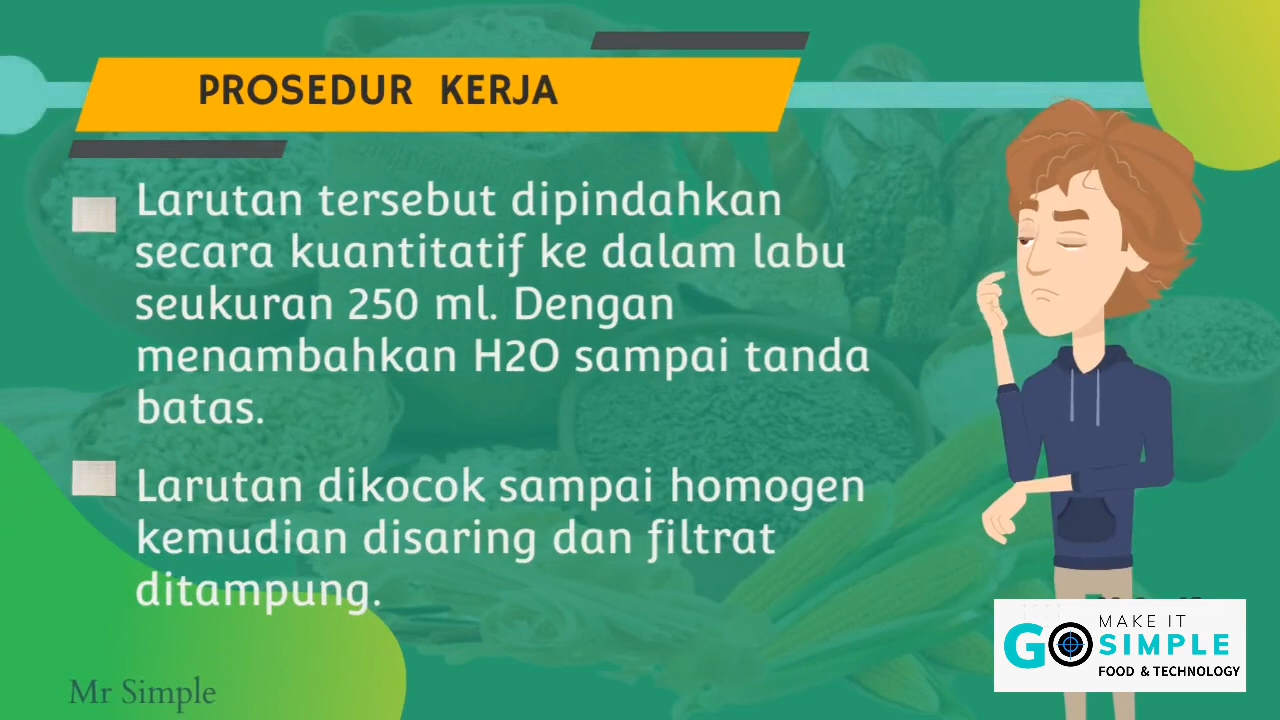 PROSEDUR KERJA
Larutan tersebut dipindahkan
secara kuantitatif ke dalam labu
seukuran 250 ml. Dengan
menambahkan H2O sampai tanda
batas.
Larutan dikocok sampai homogen
kemudian disaring dan filtrat
ditampung.
Mr Simple
MAKE IT
GO SIMPLE
FOOD & TECHNOLOGY